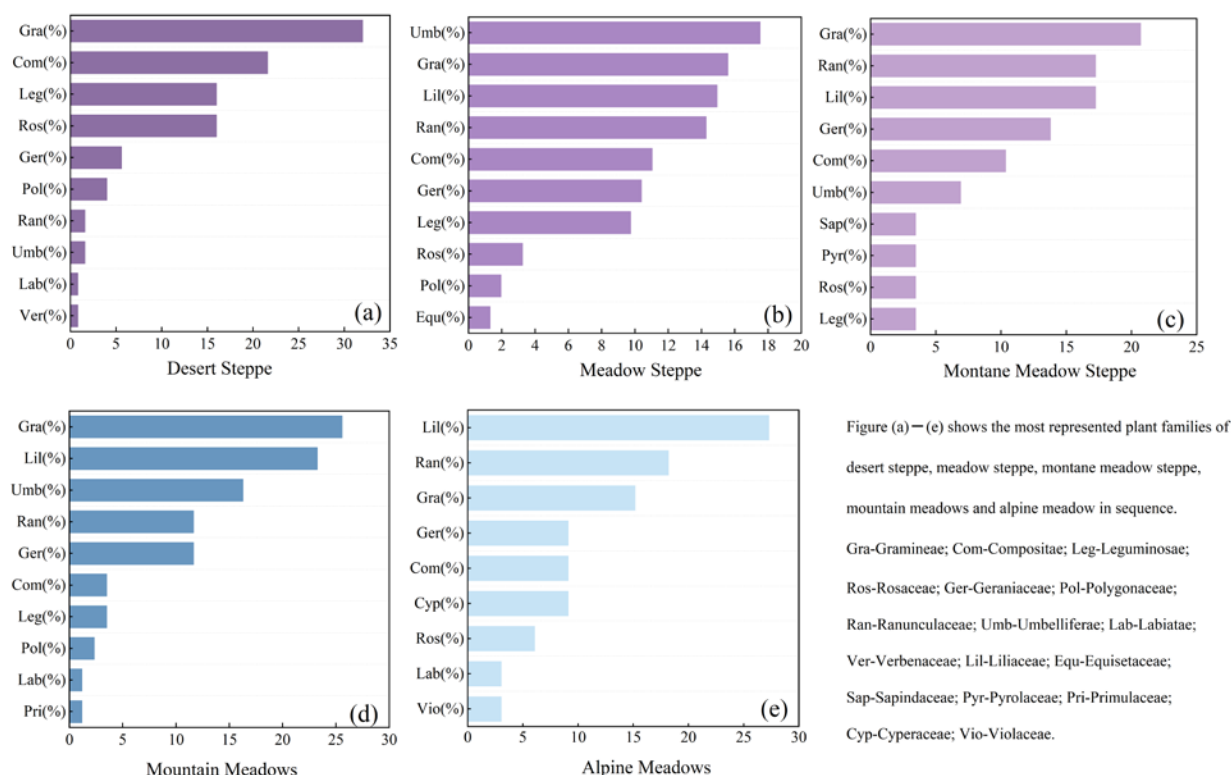 Gra(%)
Com(%)
Leg(%)
Ros(%)
Ger(%)
Pol(%)
Ran(%)
Umb(%)
Lab(%)
Ver(%)
(a)
0 5 10 15 20 25 30 35
Desert Steppe
Umb(%)
Gra(%)
Lil(%)
Ran(%)
Com(%)
Ger(%)
Leg(%)
Ros(%)
Pol(%)
Equ(%)
(b)
0 2 4 6 8 10 12 14 16 18 20
Meadow Steppe
Gra(%)
Ran(%)
Lil(%)
Ger(%)
Com(%)
Umb(%)
Sap(%)
Pyr(%)
Ros(%)
Leg(%)
(c)
0 5 10 15 20 25
Montane Meadow Steppe
Gra(%)
Lil(%)
Umb(%)
Ran(%)
Ger(%)
Com(%)
Leg(%)
Pol(%)
Lab(%)
Pri(%)
(d)
0 5 10 15 20 25 30
Mountain Meadows
Lil(%)
Ran(%)
Gra(%)
Ger(%)
Com(%)
Cyp(%)
Ros(%)
Lab(%)
Vio(%)
(e)
0 5 10 15 20 25 30
Alpine Meadows
Figure (a)－(e) shows the most represented plant families of
desert steppe, meadow steppe, montane meadow steppe,
mountain meadows and alpine meadow in sequence.
Gra-Gramineae; Com-Compositae; Leg-Leguminosae;
Ros-Rosaceae; Ger-Geraniaceae; Pol-Polygonaceae;
Ran-Ranunculaceae; Umb-Umbelliferae; Lab-Labiatae;
Ver-Verbenaceae; Lil-Liliaceae; Equ-Equisetaceae;
Sap-Sapindaceae; Pyr-Pyrolaceae; Pri-Primulaceae;
Cyp-Cyperaceae; Vio-Violaceae.